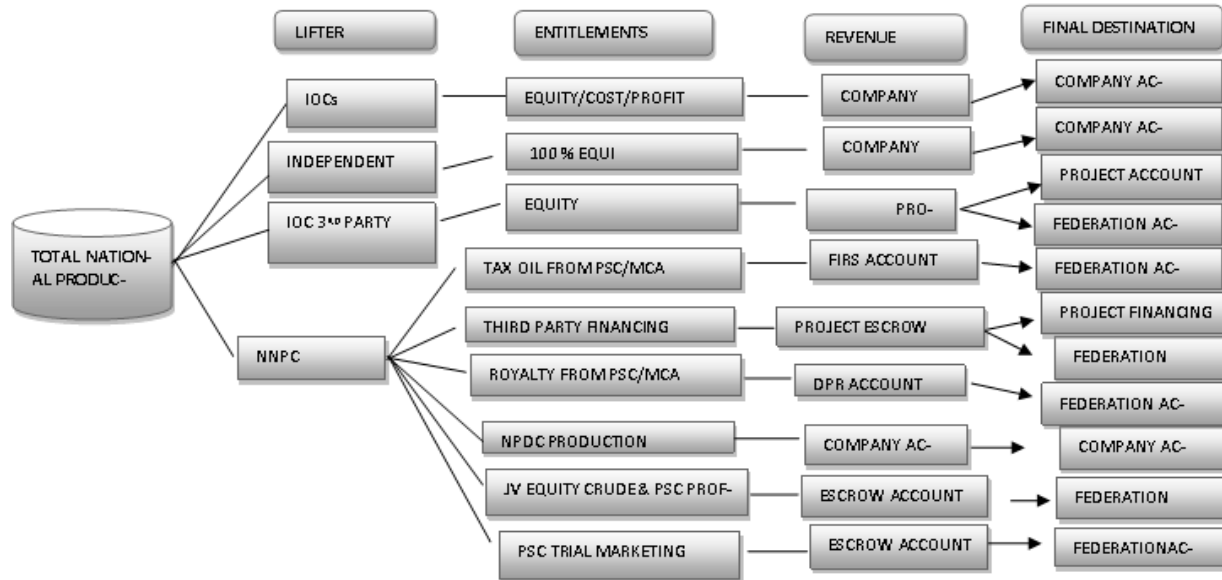 LIFTER
ENTITLEMENTS
REVENUE
FINAL DESTINATION
IOCs
EQUITY/COST/PROFIT
COMPANY
COMPANY AC-
INDEPENDENT
100 % EQUI
COMPANY
COMPANY AC-
IOC 3RD PARTY
EQUITY
PRO-
PROJECT ACCOUNT
FEDERATION AC-
TOTAL NATION-
AL PRODUC-
TAX OIL FROM PSC/MCA
FIRS ACCOUNT
FEDERATION AC-
NNPC
THIRD PARTY FINANCING
PROJECT ESCROW
PROJECT FINANCING
FEDERATION
ROYALTY FROM PSC/MCA
DPR ACCOUNT
FEDERATION AC-
NPDC PRODUCTION
COMPANY AC-
COMPANY AC-
JV EQUITY CRUDE & PSC PROF-
ESCROW ACCOUNT
FEDERATION
PSC TRIAL MARKETING
ESCROW ACCOUNT
FEDERATIONAC-